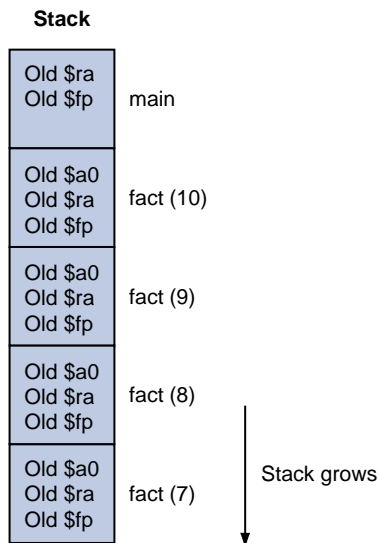 Stack
Old $ra
Old $fp
main
Old $a0
Old $ra
Old $fp
fact (10)
Old $a0
Old $ra
Old $fp
fact (9)
Old $a0
Old $ra
Old $fp
fact (8)
Old $a0
Old $ra
Old $fp
fact (7)
Stack grows